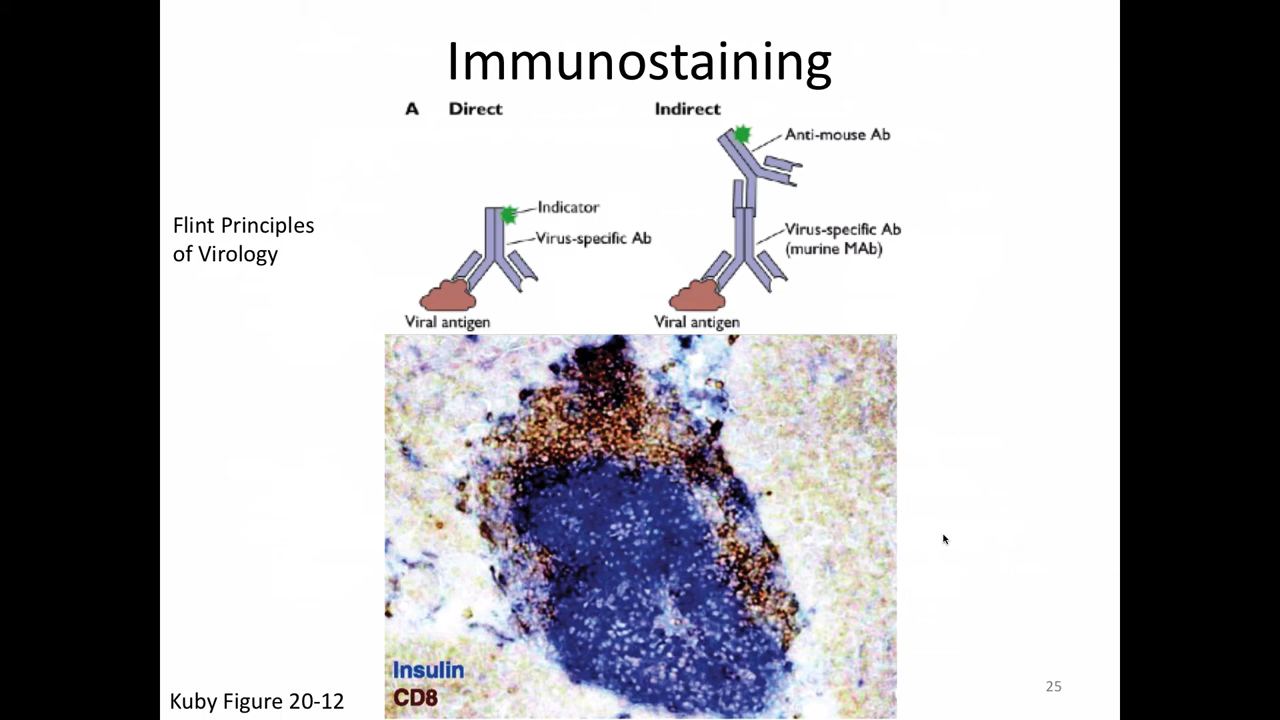 Immunostaining
A Direct
Indirect
Anti-mouse Ab
Flint Principles
of Virology
Indicator
Virus-specific Ab
Virus-specific Ab
(murine MAb)
Viral antigen
Viral antigen
Insulin
CD8
Kuby Figure 20-12
25